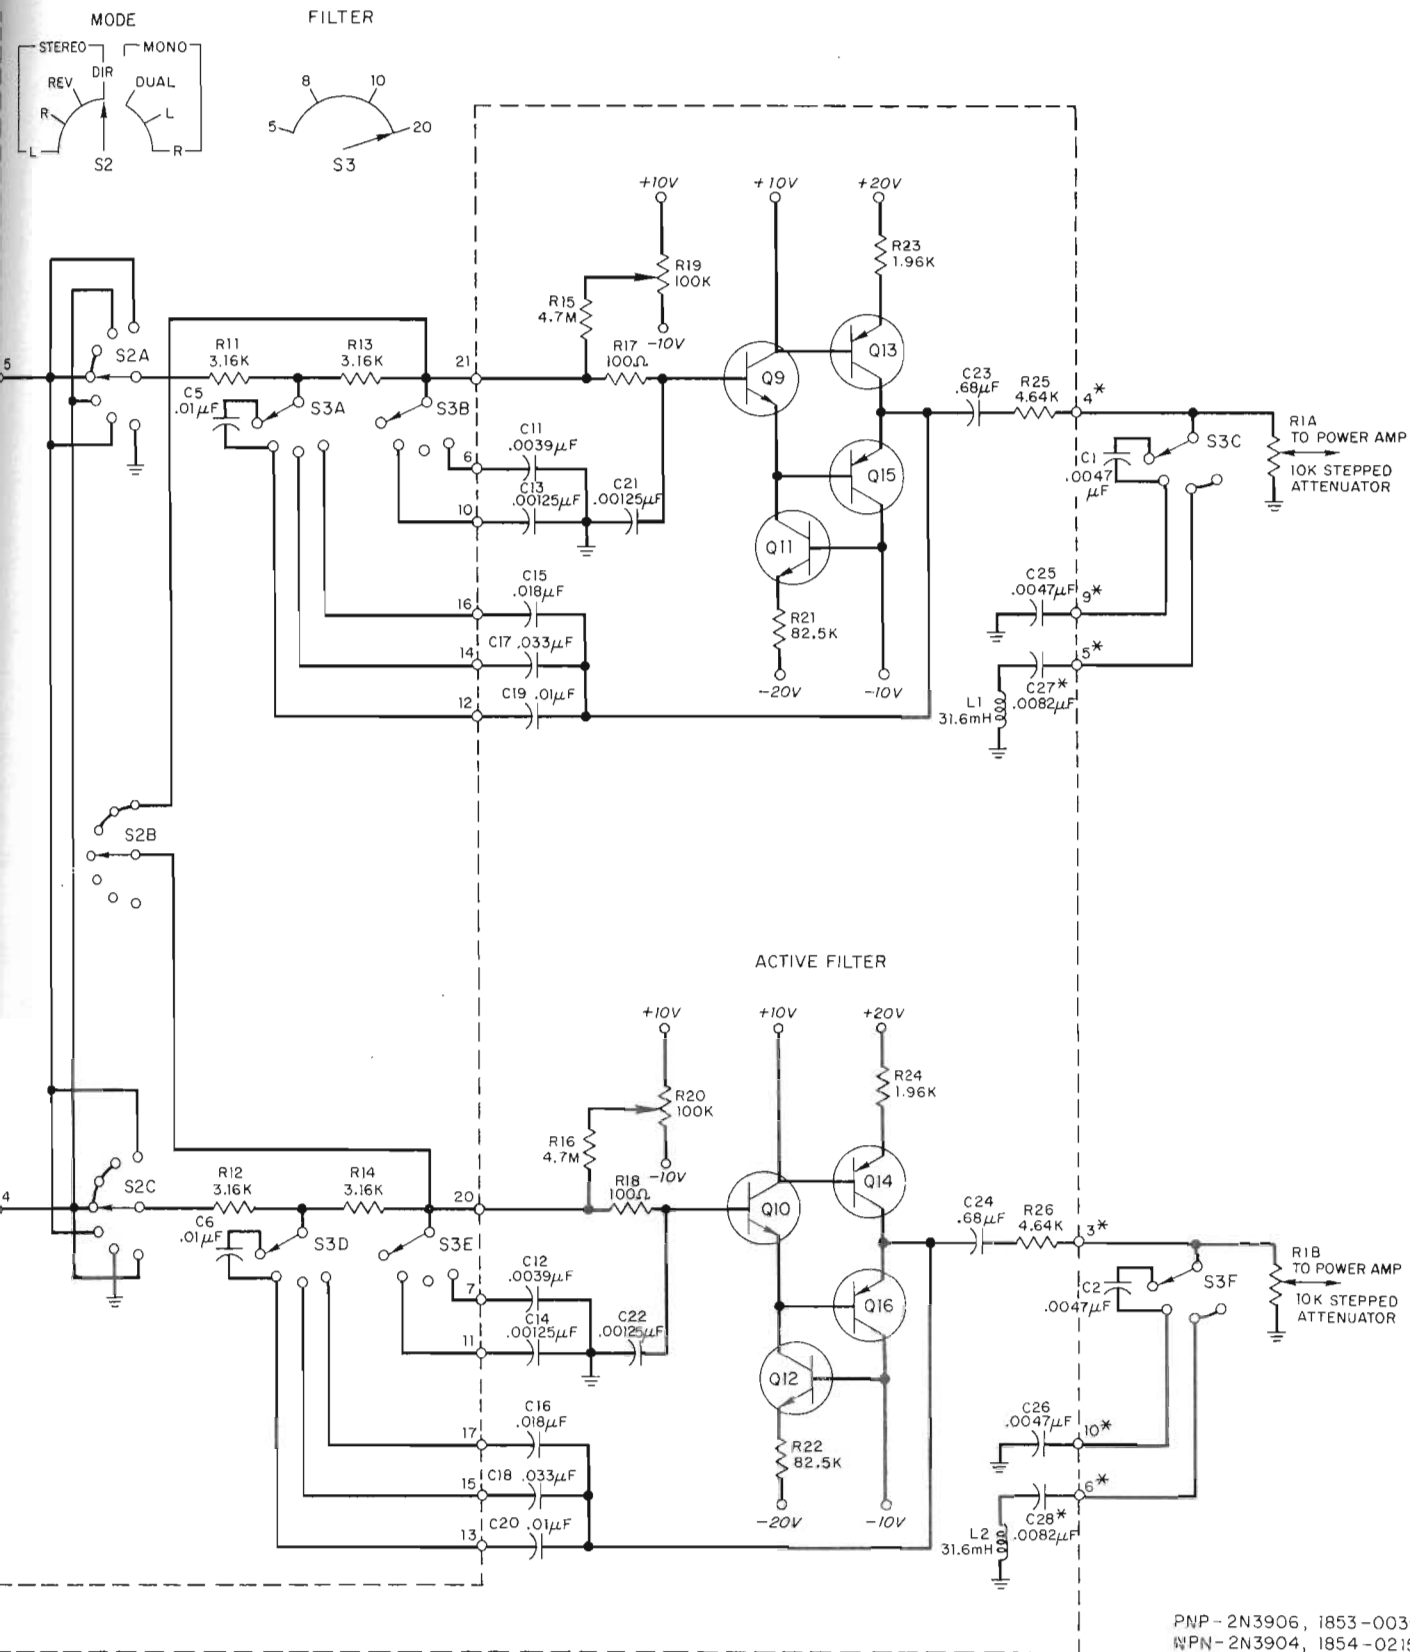 MODE
FILTER
STEREO
MONO
DIR
REV
DUAL
R
L
L
R
S2
8
10
5
20
S3
+10V
+10V
+20V
R23
1.96K
R19
100K
R15
4.7M
-10V
R17
100Ω
Q13
5
S2A
R11
3.16K
R13
3.16K
21
Q9
C23
.68μF
R25
4.64K
4*
C5
.01μF
S3A
S3B
R1A
TO POWER AMP
10K STEPPED
ATTENUATOR
S3C
C1
.0047
μF
C11
.0039μF
6
C13
.00125μF
10
C21
.00125μF
Q15
Q11
C15
.018μF
16
R21
82.5K
C25
.0047μF
9*
C17 .033μF
14
5*
-20V
-10V
C27*
.0082μF
C19 .01μF
12
L1
31.6mH
S2B
ACTIVE FILTER
+10V
+10V
+20V
R24
1.96K
R20
100K
R16
4.7M
-10V
R18
100Ω
Q14
4
S2C
R12
3.16K
R14
3.16K
20
Q10
C24
.68μF
R26
4.64K
3*
C6
.01μF
S3D
S3E
R1B
TO POWER AMP
10K STEPPED
ATTENUATOR
S3F
C2
.0047μF
C12
.0039μF
7
C14
.00125μF
11
C22
.00125μF
Q16
Q12
C16
.018μF
17
R22
82.5K
C26
.0047μF
10*
C18 .033μF
15
6*
-20V
-10V
C28*
.0082μF
C20 .01μF
13
L2
31.6mH
PNP-2N3906, 1853-003
NPN-2N3904, 1854-021